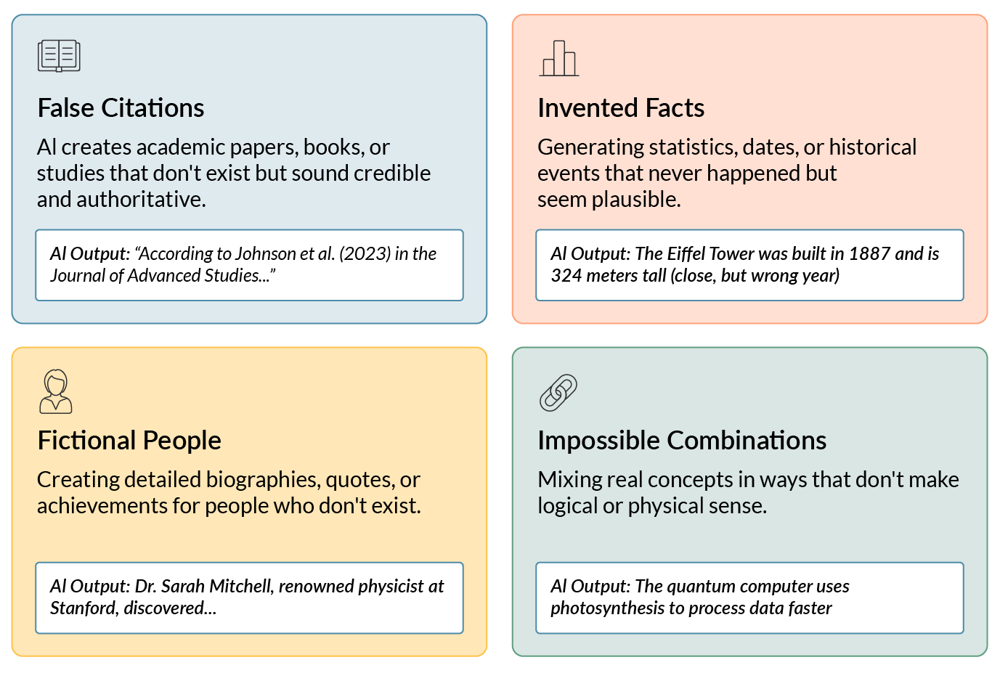 False Citations
AI creates academic papers, books, or
studies that don't exist but sound credible
and authoritative.
AI Output: “According to Johnson et al. (2023) in the
Journal of Advanced Studies...”
Invented Facts
Generating statistics, dates, or historical
events that never happened but
seem plausible.
AI Output: The Eiffel Tower was built in 1887 and is
324 meters tall (close, but wrong year)
Fictional People
Creating detailed biographies, quotes, or
achievements for people who don't exist.
AI Output: Dr. Sarah Mitchell, renowned physicist at
Stanford, discovered...
Impossible Combinations
Mixing real concepts in ways that don't make
logical or physical sense.
AI Output: The quantum computer uses
photosynthesis to process data faster